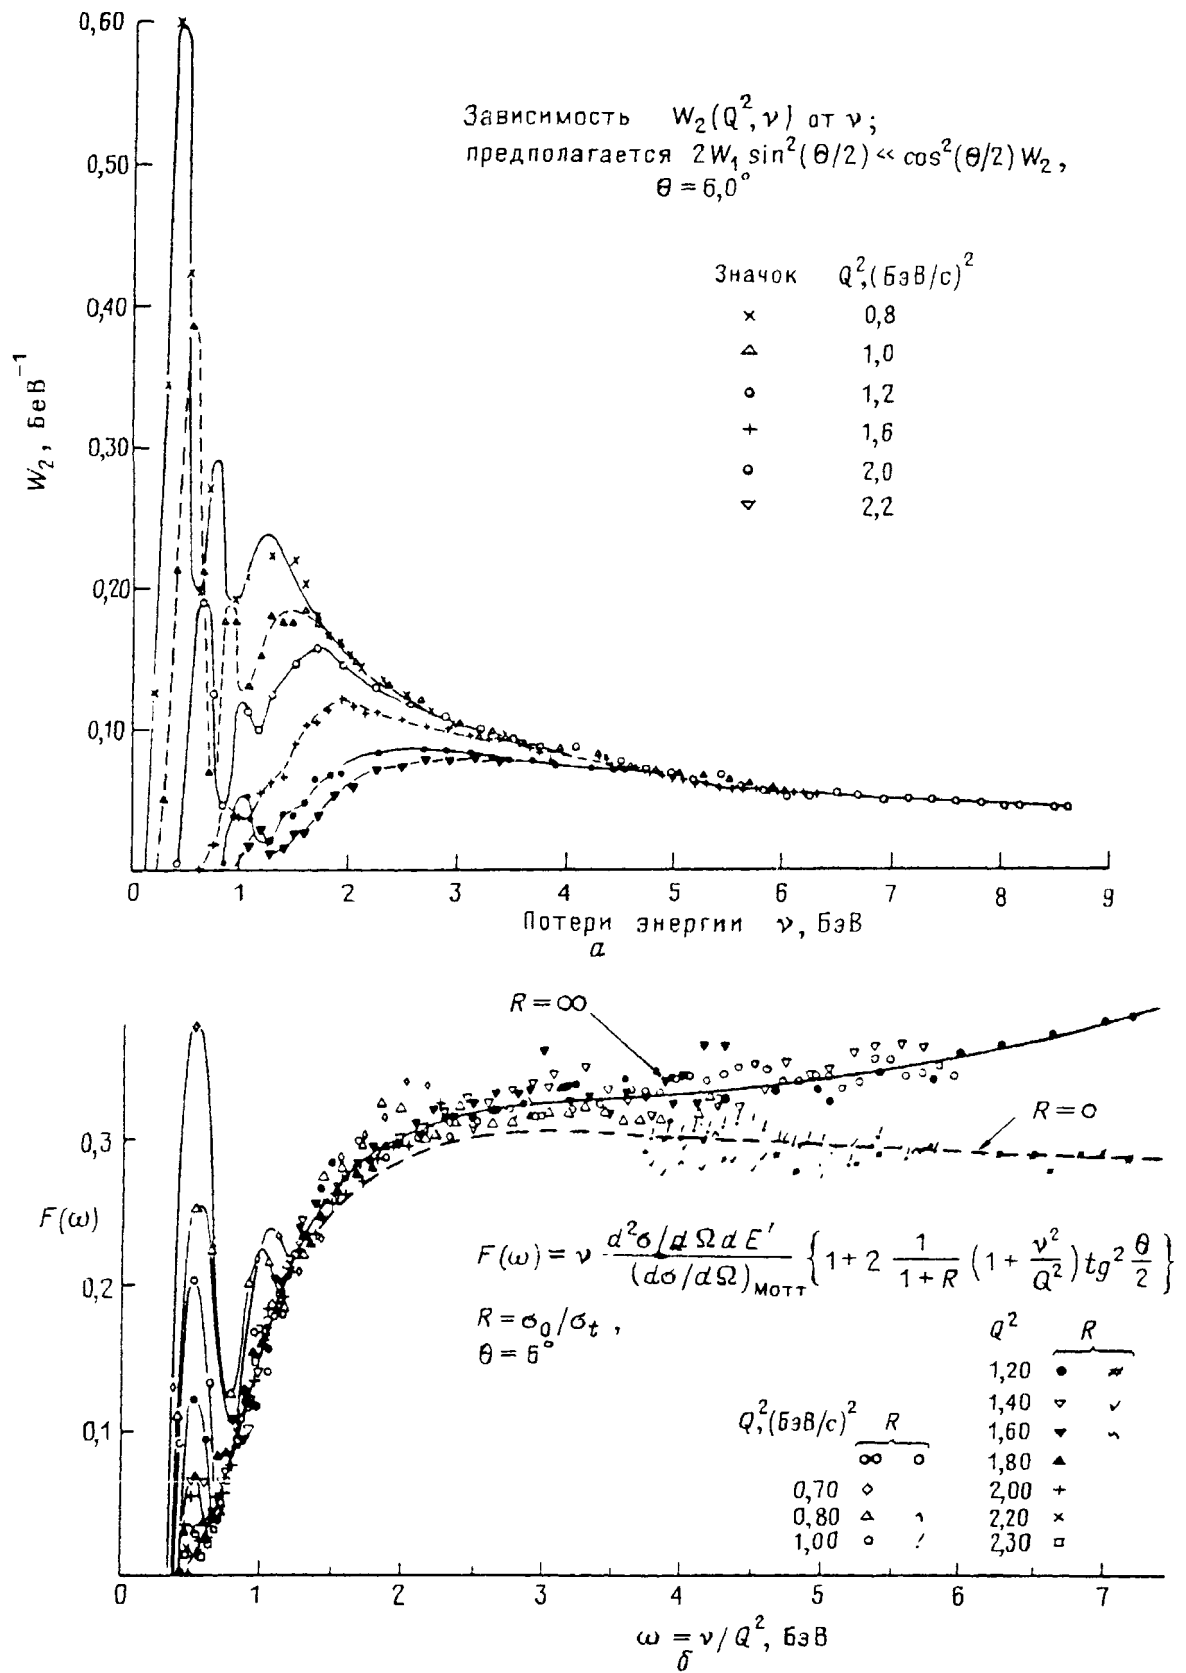 0,60
0,50
0,40
0,30
0,20
0,10
W₂, БеВ⁻¹
Зависимость W₂(Q², ν) от ν;
предполагается 2W₁ sin²(θ/2) ≪ cos²(θ/2) W₂,
θ = 6,0°
Значок Q², (БэВ/с)²
× 0,8
△ 1,0
○ 1,2
+ 1,6
○ 2,0
▽ 2,2
0 1 2 3 4 5 6 7 8 9
Потери энергии ν, БэВ
а
R = ∞
R = 0
0,3
F(ω)
0,2
0,1
F(ω) = ν d²σ/dΩdE′ / (dσ/dΩ)Мотт {1 + 2 1/(1+R) (1 + ν²/Q²) tg² θ/2}
R = σ₀/σₜ,
θ = 6°
Q², (БэВ/с)² R
∞ 0
0,70 ◇
0,80 △
1,00 ○
Q² R
1,20 ●
1,40 ▽
1,60 ▼
1,80 ▲
2,00 +
2,20 ×
2,30 □
0 1 2 3 4 5 6 7
ω = ν/Q², БэВ
б